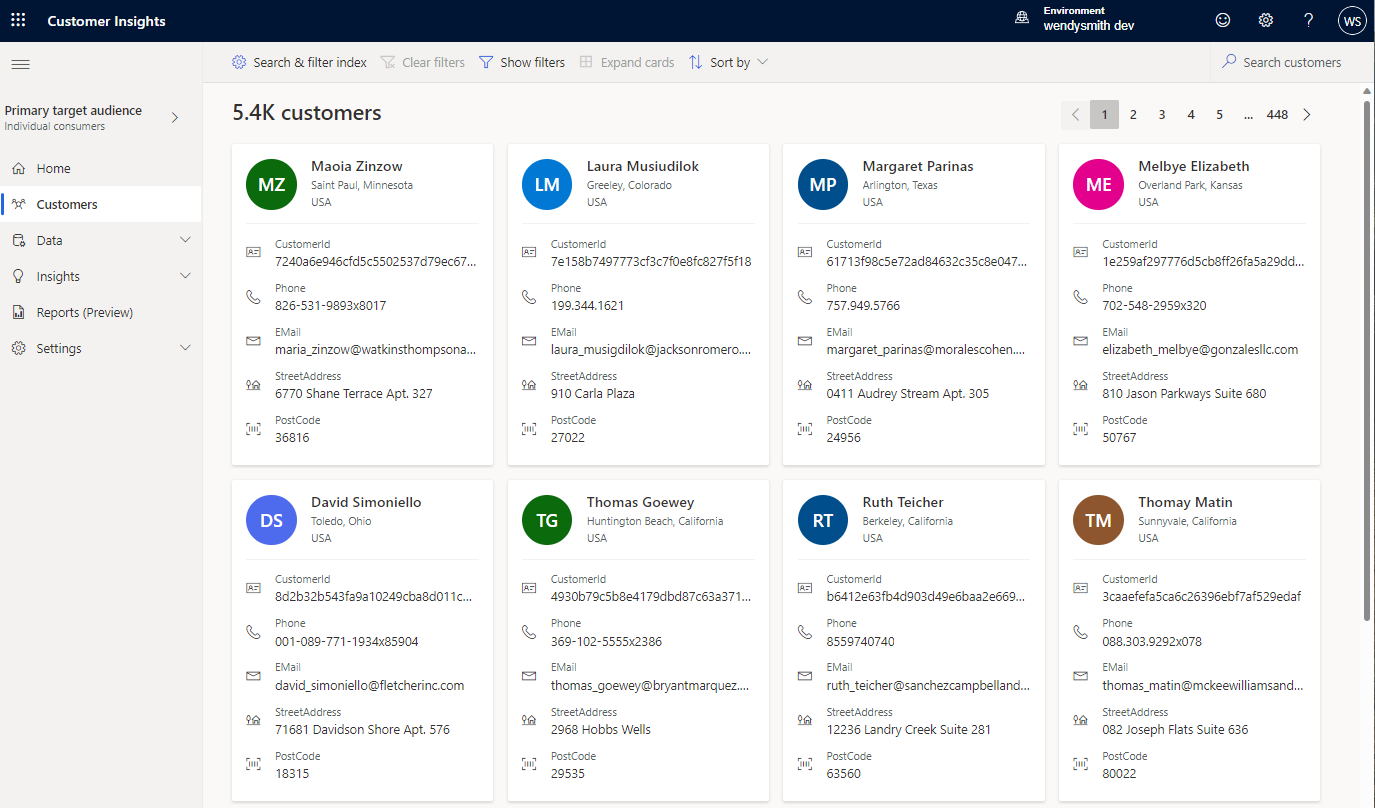 Customer Insights
Environment
wendysmith dev
?
WS
Search & filter index
Clear filters
Show filters
Expand cards
Sort by
Search customers
Primary target audience
Individual consumers
Home
Customers
Data
Insights
Reports (Preview)
Settings
5.4K customers
1 2 3 4 5 ... 448
MZ
Maoia Zinzow
Saint Paul, Minnesota
USA
CustomerId
7240a6e946cfd5c5502537d79ec67...
Phone
826-531-9893x8017
EMail
maria_zinzow@watkinsthompsona...
StreetAddress
6770 Shane Terrace Apt. 327
PostCode
36816
LM
Laura Musiudilok
Greeley, Colorado
USA
CustomerId
7e158b7497773cf3c7f0e8fc827f5f18
Phone
199.344.1621
EMail
laura_musigdilok@jacksonromero....
StreetAddress
910 Carla Plaza
PostCode
27022
MP
Margaret Parinas
Arlington, Texas
USA
CustomerId
61713f98c5e72ad84632c35c8e047...
Phone
757.949.5766
EMail
margaret_parinas@moralescohen....
StreetAddress
0411 Audrey Stream Apt. 305
PostCode
24956
ME
Melbye Elizabeth
Overland Park, Kansas
USA
CustomerId
1e259af297776d5cb8ff26fa5a29dd...
Phone
702-548-2959x320
EMail
elizabeth_melbye@gonzalesllc.com
StreetAddress
810 Jason Parkways Suite 680
PostCode
50767
DS
David Simoniello
Toledo, Ohio
USA
CustomerId
8d2b32b543fa9a10249cba8d011c...
Phone
001-089-771-1934x85904
EMail
david_simoniello@fletcherinc.com
StreetAddress
71681 Davidson Shore Apt. 576
PostCode
18315
TG
Thomas Goewey
Huntington Beach, California
USA
CustomerId
4930b79c5b8e4179dbd87c63a371...
Phone
369-102-5555x2386
EMail
thomas_goewey@bryantmarquez....
StreetAddress
2968 Hobbs Wells
PostCode
29535
RT
Ruth Teicher
Berkeley, California
USA
CustomerId
b6412e63fb4d903d49e6baa2e669...
Phone
8559740740
EMail
ruth_teicher@sanchezcampbelland...
StreetAddress
12236 Landry Creek Suite 281
PostCode
63560
TM
Thomay Matin
Sunnyvale, California
USA
CustomerId
3caaefefa5ca6c26396ebf7af529edaf
Phone
088.303.9292x078
EMail
thomas_matin@mckeewilliamsand...
StreetAddress
082 Joseph Flats Suite 636
PostCode
80022